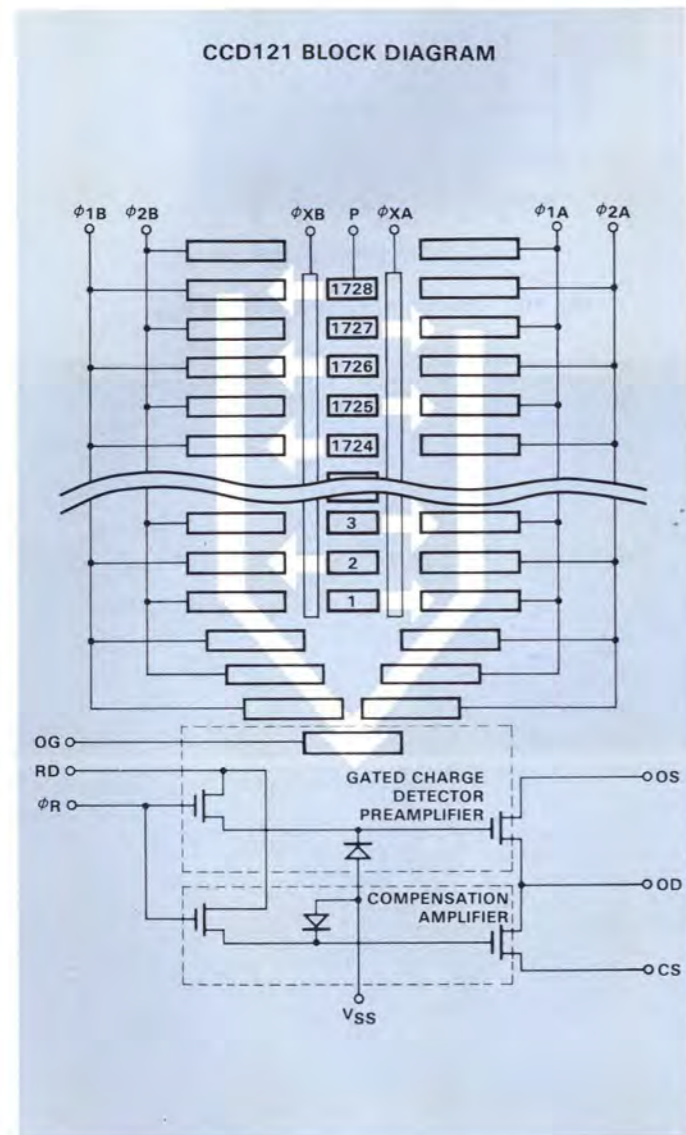 CCD121 BLOCK DIAGRAM
ϕ1B ϕ2B ϕXB P ϕXA ϕ1A ϕ2A
1728
1727
1726
1725
1724
3
2
1
OG
RD
ϕR
GATED CHARGE
DETECTOR
PREAMPLIFIER
OS
OD
COMPENSATION
AMPLIFIER
CS
VSS